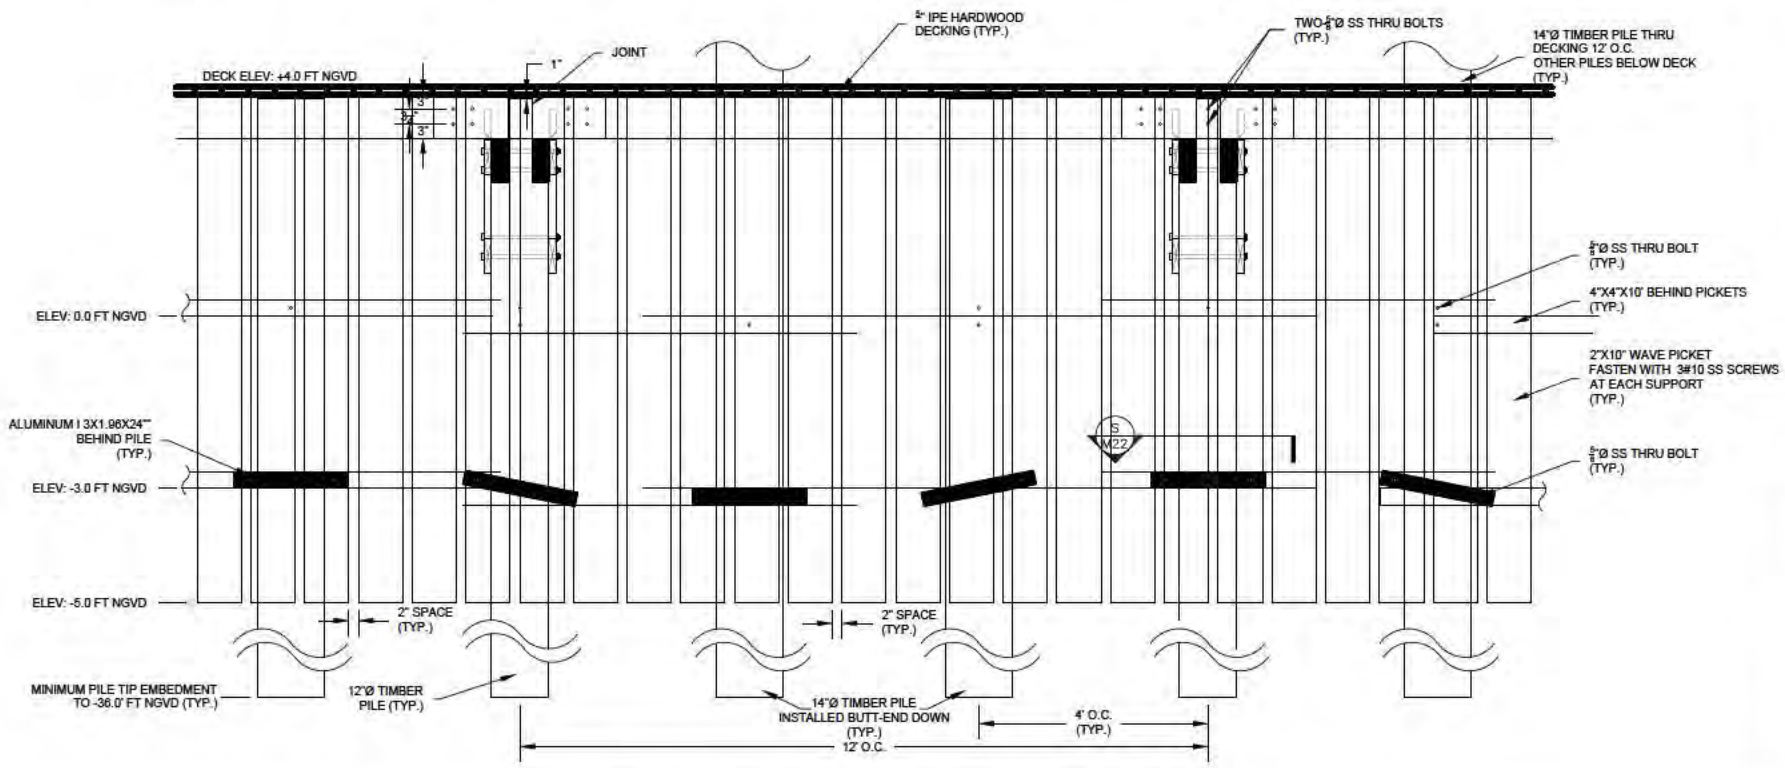 5/4" IPE HARDWOOD
DECKING (TYP.)
TWO-5/8"Ø SS THRU BOLTS
(TYP.)
14"Ø TIMBER PILE THRU
DECKING 12' O.C.
OTHER PILES BELOW DECK
(TYP.)
JOINT
1"
DECK ELEV: +4.0 FT NGVD
3"
3"
5/8"Ø SS THRU BOLT
(TYP.)
4"X4"X10' BEHIND PICKETS
(TYP.)
ELEV: 0.0 FT NGVD
2"X10" WAVE PICKET
FASTEN WITH 3#10 SS SCREWS
AT EACH SUPPORT
(TYP.)
ALUMINUM I 3X1.96X24""
BEHIND PILE
(TYP.)
S
M22
5/8"Ø SS THRU BOLT
(TYP.)
ELEV: -3.0 FT NGVD
ELEV: -5.0 FT NGVD
2" SPACE
(TYP.)
2" SPACE
(TYP.)
MINIMUM PILE TIP EMBEDMENT
TO -36.0' FT NGVD (TYP.)
12"Ø TIMBER
PILE (TYP.)
14"Ø TIMBER PILE
INSTALLED BUTT-END DOWN
(TYP.)
4' O.C.
(TYP.)
12' O.C.